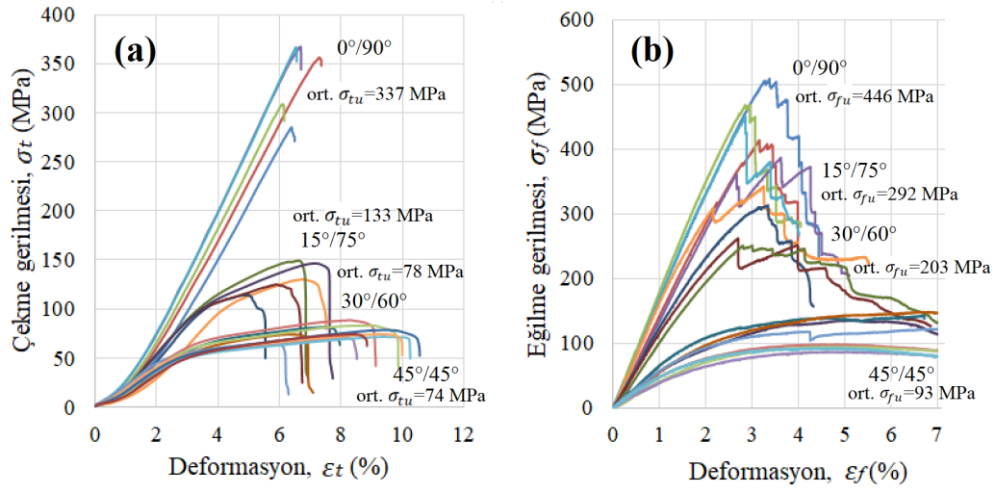 (a)
0°/90°
ort. σtu=337 MPa
ort. σtu=133 MPa
15°/75°
ort. σtu=78 MPa
30°/60°
45°/45°
ort. σtu=74 MPa
400
350
300
250
200
150
100
50
0
0 2 4 6 8 10 12
Çekme gerilmesi, σt (MPa)
Deformasyon, εt (%)
(b)
0°/90°
ort. σfu=446 MPa
15°/75°
ort. σfu=292 MPa
30°/60°
ort. σfu=203 MPa
45°/45°
ort. σfu=93 MPa
600
500
400
300
200
100
0
0 1 2 3 4 5 6 7
Eğilme gerilmesi, σf (MPa)
Deformasyon, εf(%)